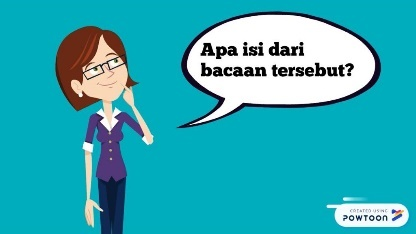 Apa isi dari
bacaan tersebut?
CREATED USING
POWTOON